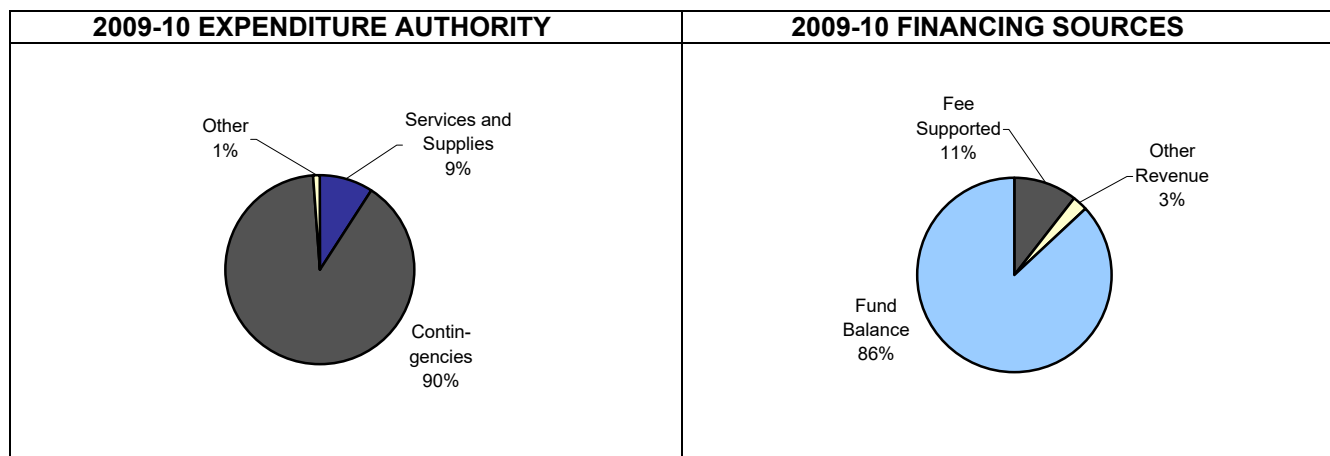 2009-10 EXPENDITURE AUTHORITY
Other
1%
Services and
Supplies
9%
Contin-
gencies
90%
2009-10 FINANCING SOURCES
Fee
Supported
11%
Other
Revenue
3%
Fund
Balance
86%